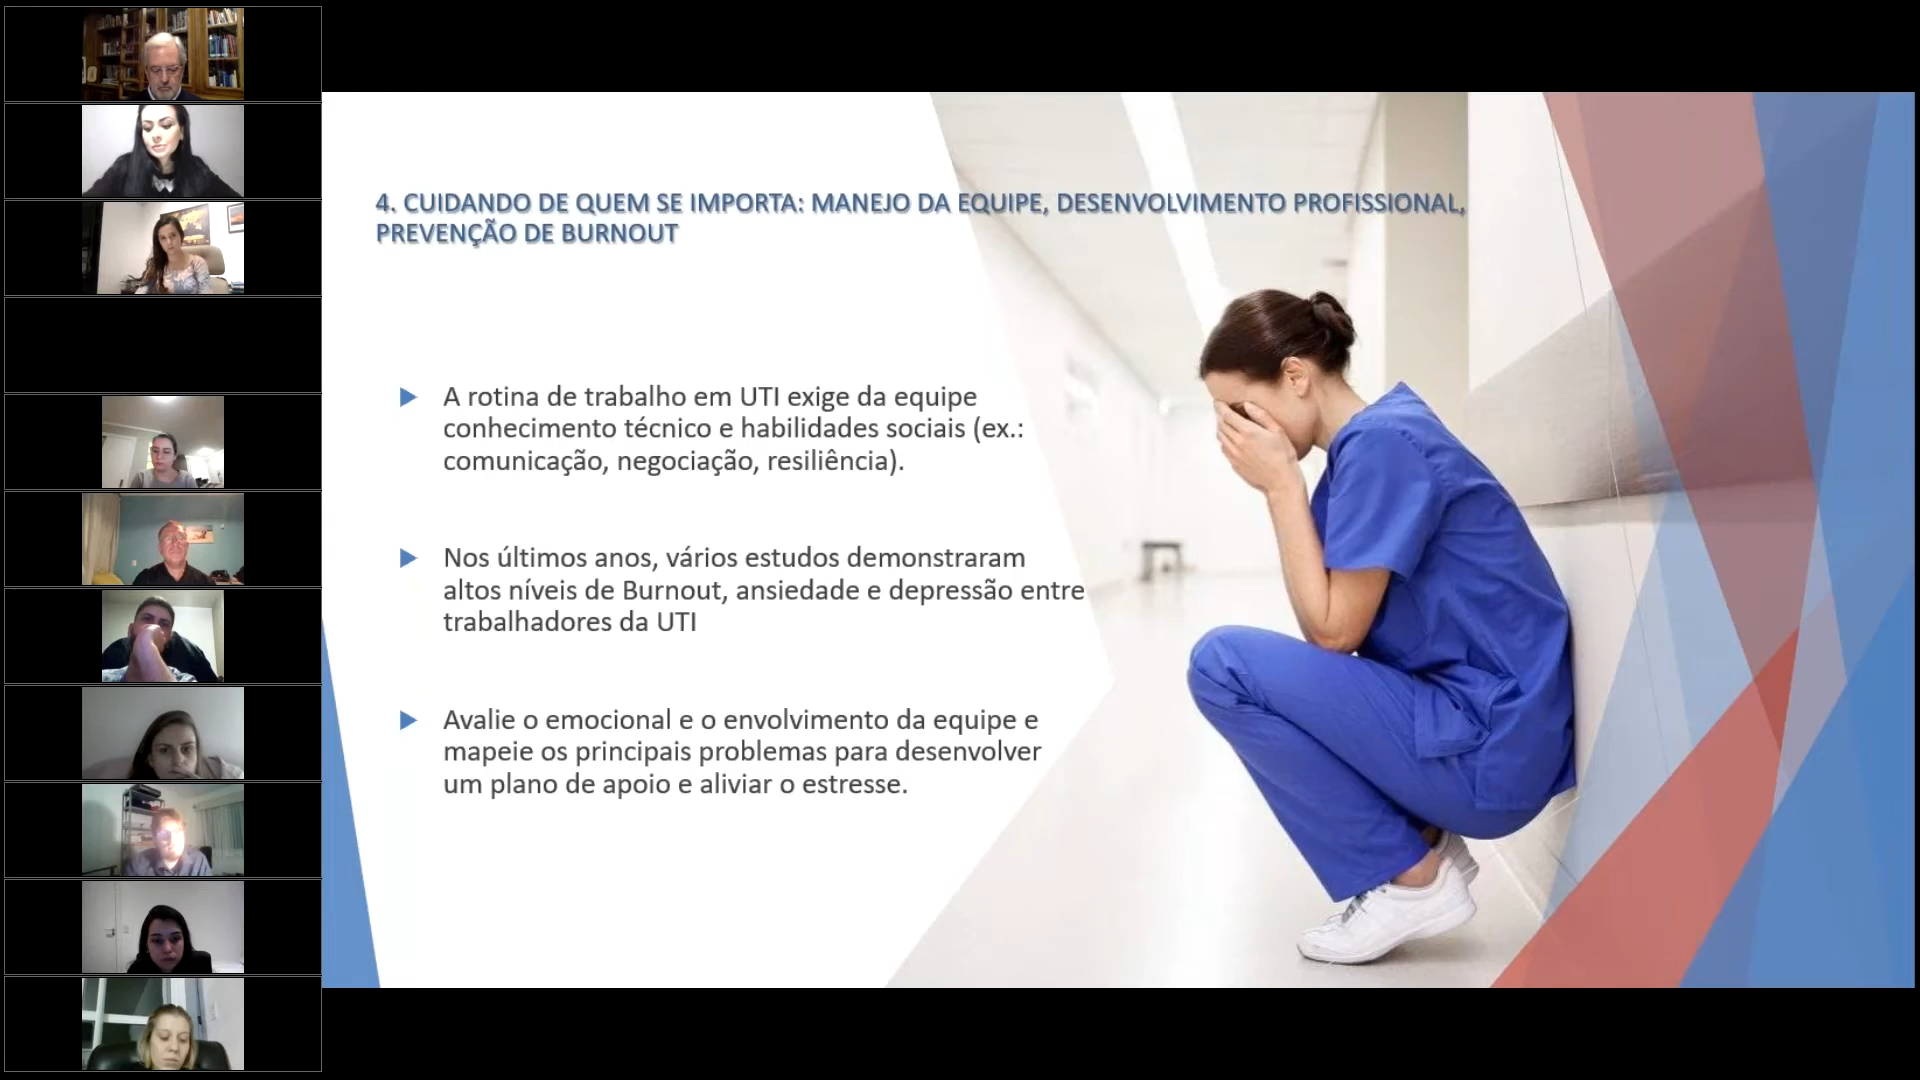 4. CUIDANDO DE QUEM SE IMPORTA: MANEJO DA EQUIPE, DESENVOLVIMENTO PROFISSIONAL,
PREVENÇÃO DE BURNOUT
A rotina de trabalho em UTI exige da equipe
conhecimento técnico e habilidades sociais (ex.:
comunicação, negociação, resiliência).
Nos últimos anos, vários estudos demonstraram
altos níveis de Burnout, ansiedade e depressão entre
trabalhadores da UTI
Avalie o emocional e o envolvimento da equipe e
mapeie os principais problemas para desenvolver
um plano de apoio e aliviar o estresse.